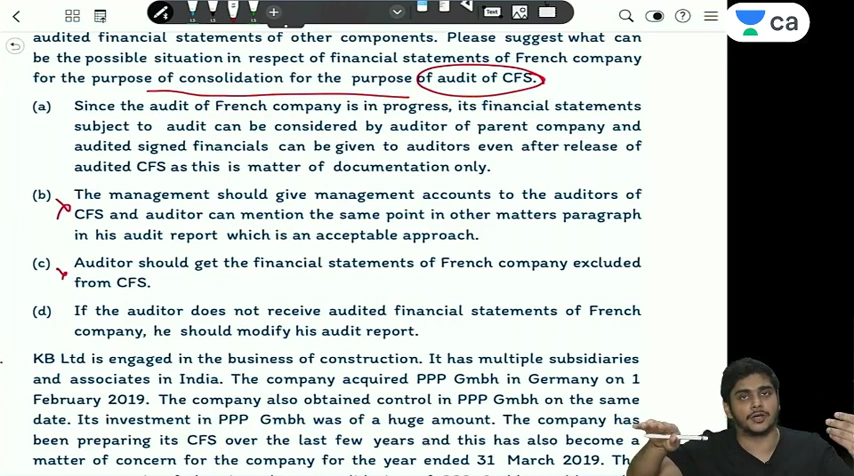 Text
ca
audited financial statements of other components. Please suggest what can
be the possible situation in respect of financial statements of French company
for the purpose of consolidation for the purpose of audit of CFS.
(a) Since the audit of French company is in progress, its financial statements
subject to audit can be considered by auditor of parent company and
audited signed financials can be given to auditors even after release of
audited CFS as this is matter of documentation only.
(b) The management should give management accounts to the auditors of
CFS and auditor can mention the same point in other matters paragraph
in his audit report which is an acceptable approach.
(c) Auditor should get the financial statements of French company excluded
from CFS.
(d) If the auditor does not receive audited financial statements of French
company, he should modify his audit report.
KB Ltd is engaged in the business of construction. It has multiple subsidiaries
and associates in India. The company acquired PPP Gmbh in Germany on 1
February 2019. The company also obtained control in PPP Gmbh on the same
date. Its investment in PPP Gmbh was of a huge amount. The company has
been preparing its CFS over the last few years and this has also become a
matter of concern for the company for the year ended 31 March 2019. The